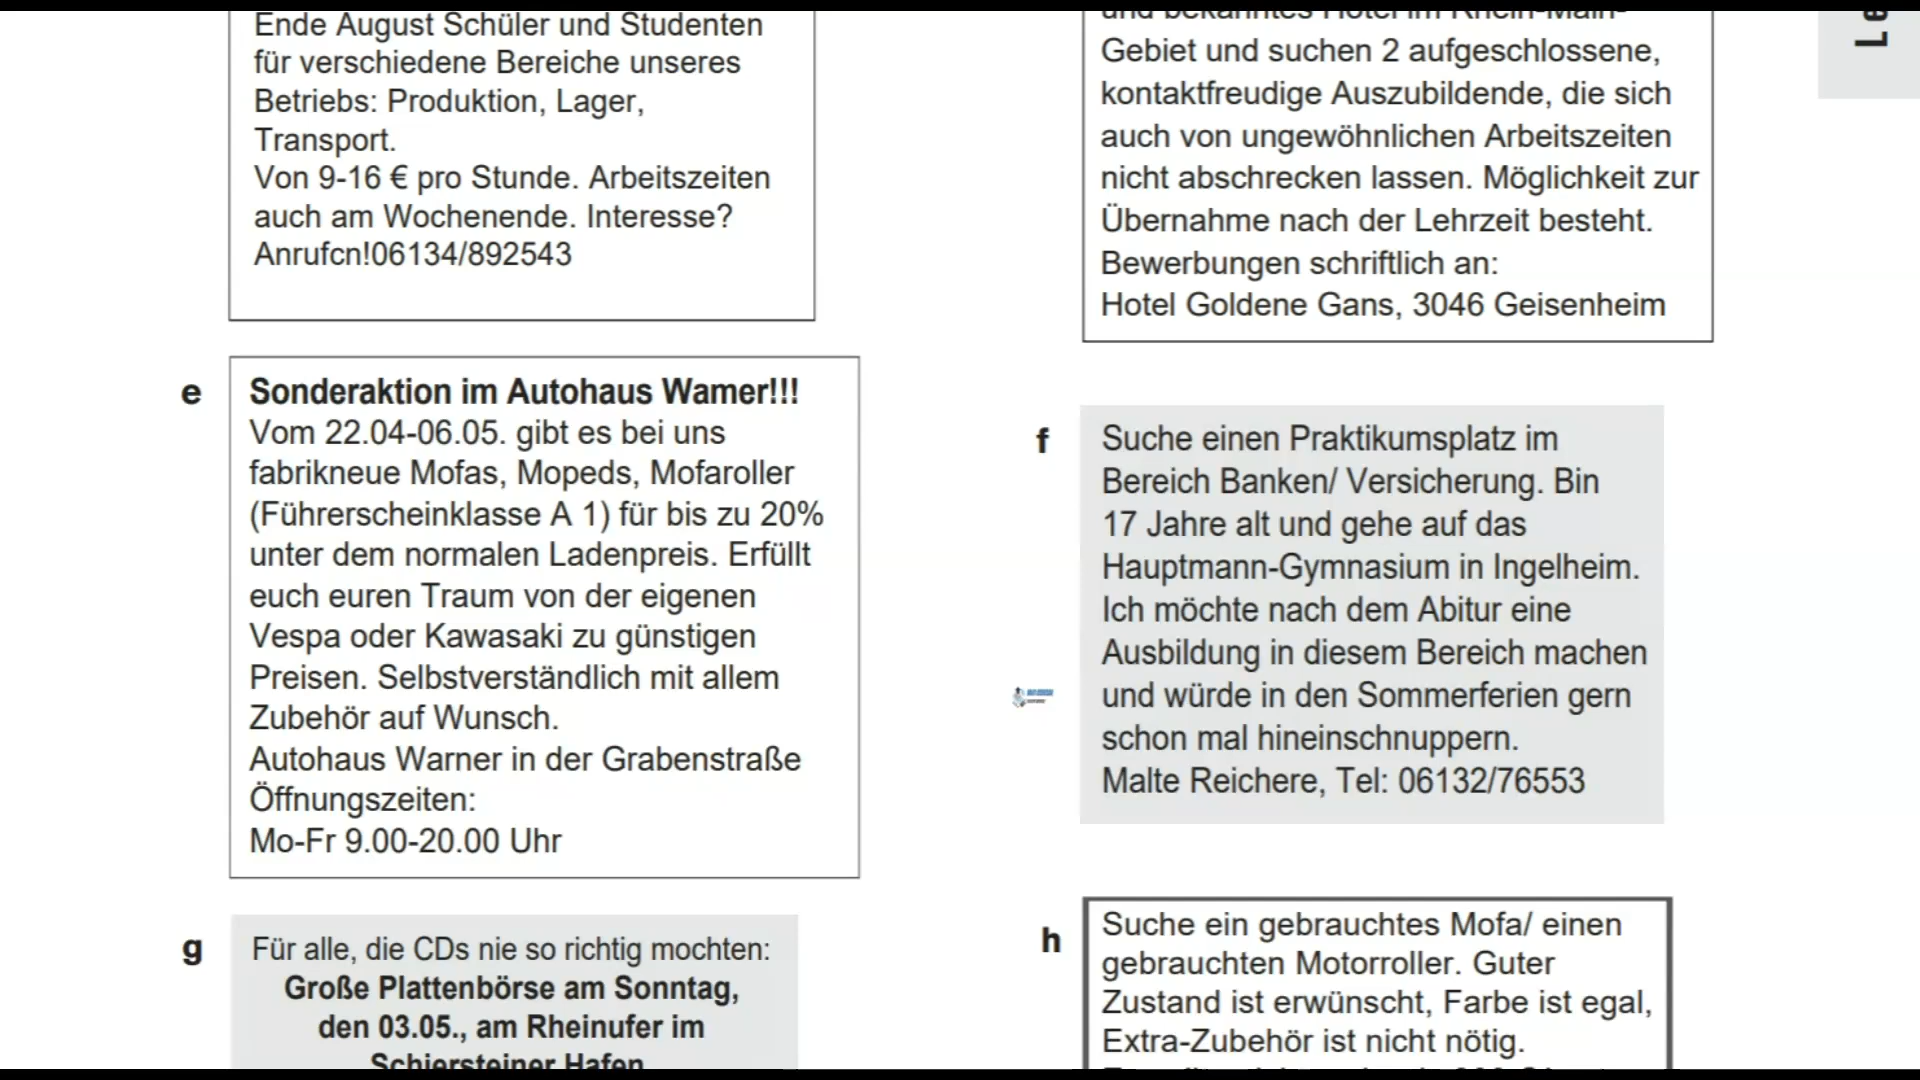 Ende August Schüler und Studenten
für verschiedene Bereiche unseres
Betriebs: Produktion, Lager,
Transport.
Von 9-16 € pro Stunde. Arbeitszeiten
auch am Wochenende. Interesse?
Anrufcn!06134/892543
und bekanntes Hotel im Rhein-Main-
Gebiet und suchen 2 aufgeschlossene,
kontaktfreudige Auszubildende, die sich
auch von ungewöhnlichen Arbeitszeiten
nicht abschrecken lassen. Möglichkeit zur
Übernahme nach der Lehrzeit besteht.
Bewerbungen schriftlich an:
Hotel Goldene Gans, 3046 Geisenheim
Le
e
Sonderaktion im Autohaus Wamer!!!
Vom 22.04-06.05. gibt es bei uns
fabrikneue Mofas, Mopeds, Mofaroller
(Führerscheinklasse A 1) für bis zu 20%
unter dem normalen Ladenpreis. Erfüllt
euch euren Traum von der eigenen
Vespa oder Kawasaki zu günstigen
Preisen. Selbstverständlich mit allem
Zubehör auf Wunsch.
Autohaus Warner in der Grabenstraße
Öffnungszeiten:
Mo-Fr 9.00-20.00 Uhr
f
Suche einen Praktikumsplatz im
Bereich Banken/ Versicherung. Bin
17 Jahre alt und gehe auf das
Hauptmann-Gymnasium in Ingelheim.
Ich möchte nach dem Abitur eine
Ausbildung in diesem Bereich machen
und würde in den Sommerferien gern
schon mal hineinschnuppern.
Malte Reichere, Tel: 06132/76553
g
Für alle, die CDs nie so richtig mochten:
Große Plattenbörse am Sonntag,
den 03.05., am Rheinufer im
Schiersteiner Hafen
h
Suche ein gebrauchtes Mofa/ einen
gebrauchten Motorroller. Guter
Zustand ist erwünscht, Farbe ist egal,
Extra-Zubehör ist nicht nötig.